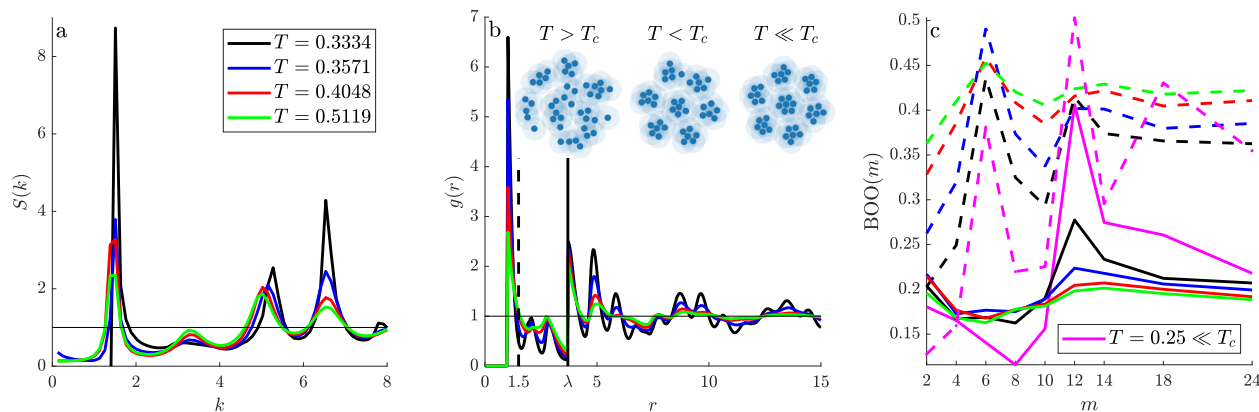 a
8
6
4
2
0
S(k)
0
2
4
6
8
k
T = 0.3334
T = 0.3571
T = 0.4048
T = 0.5119
b
7
6
5
4
3
2
1
0
g(r)
0
1.5
λ
5
10
15
r
T > T_c
T < T_c
T ≪ T_c
c
0.5
0.45
0.4
0.35
0.3
0.25
0.2
0.15
BOO(m)
2
4
6
8
10
12
14
18
24
m
T = 0.25 ≪ T_c